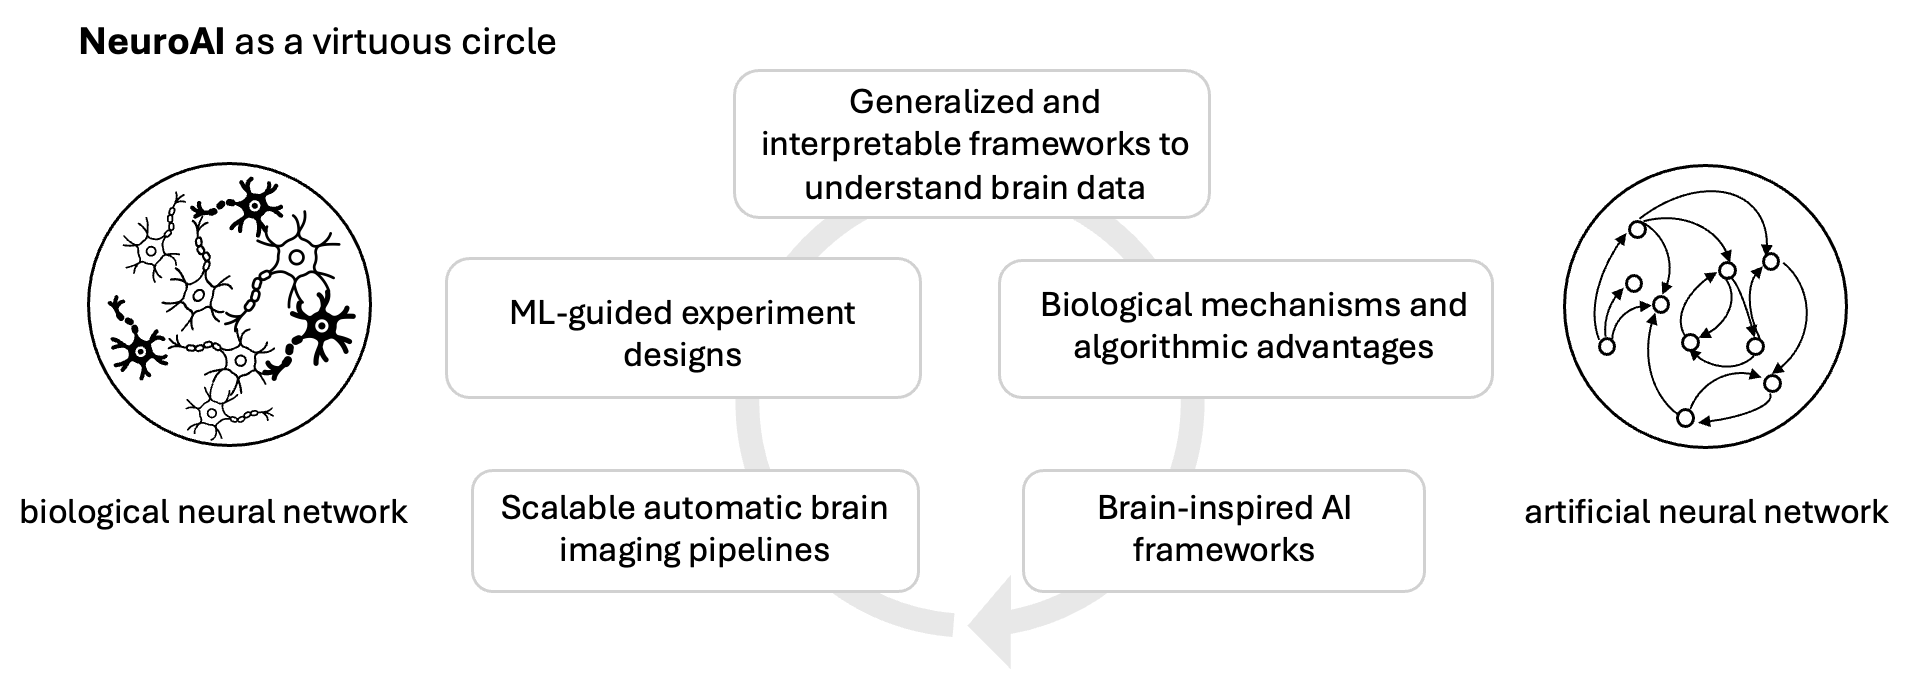 NeuroAI as a virtuous circle
Generalized and
interpretable frameworks to
understand brain data
ML-guided experiment
designs
Biological mechanisms and
algorithmic advantages
Scalable automatic brain
imaging pipelines
Brain-inspired AI
frameworks
biological neural network
artificial neural network